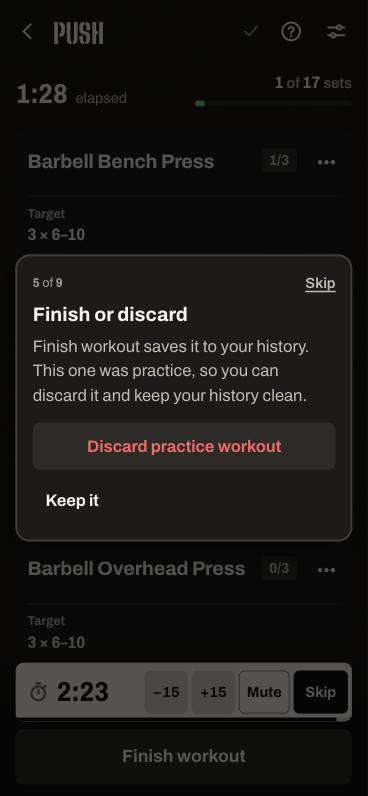 PUSH
1:28 elapsed
1 of 17 sets
Barbell Bench Press 1/3
Target
3 × 6–10
5 of 9 Skip
Finish or discard
Finish workout saves it to your history.
This one was practice, so you can
discard it and keep your history clean.
Discard practice workout
Keep it
Barbell Overhead Press 0/3
Target
3 × 6–10
2:23 −15 +15 Mute Skip
Finish workout